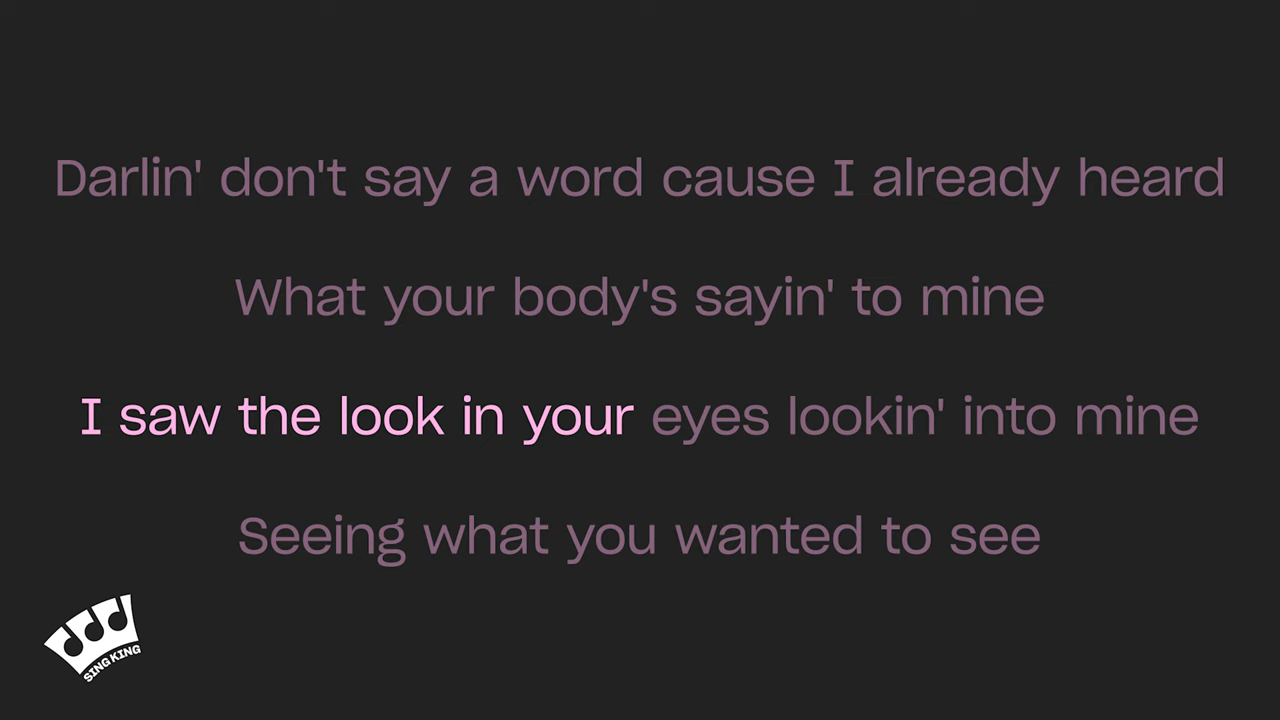 Darlin' don't say a word cause I already heard
What your body's sayin' to mine
I saw the look in your eyes lookin' into mine
Seeing what you wanted to see
SING KING